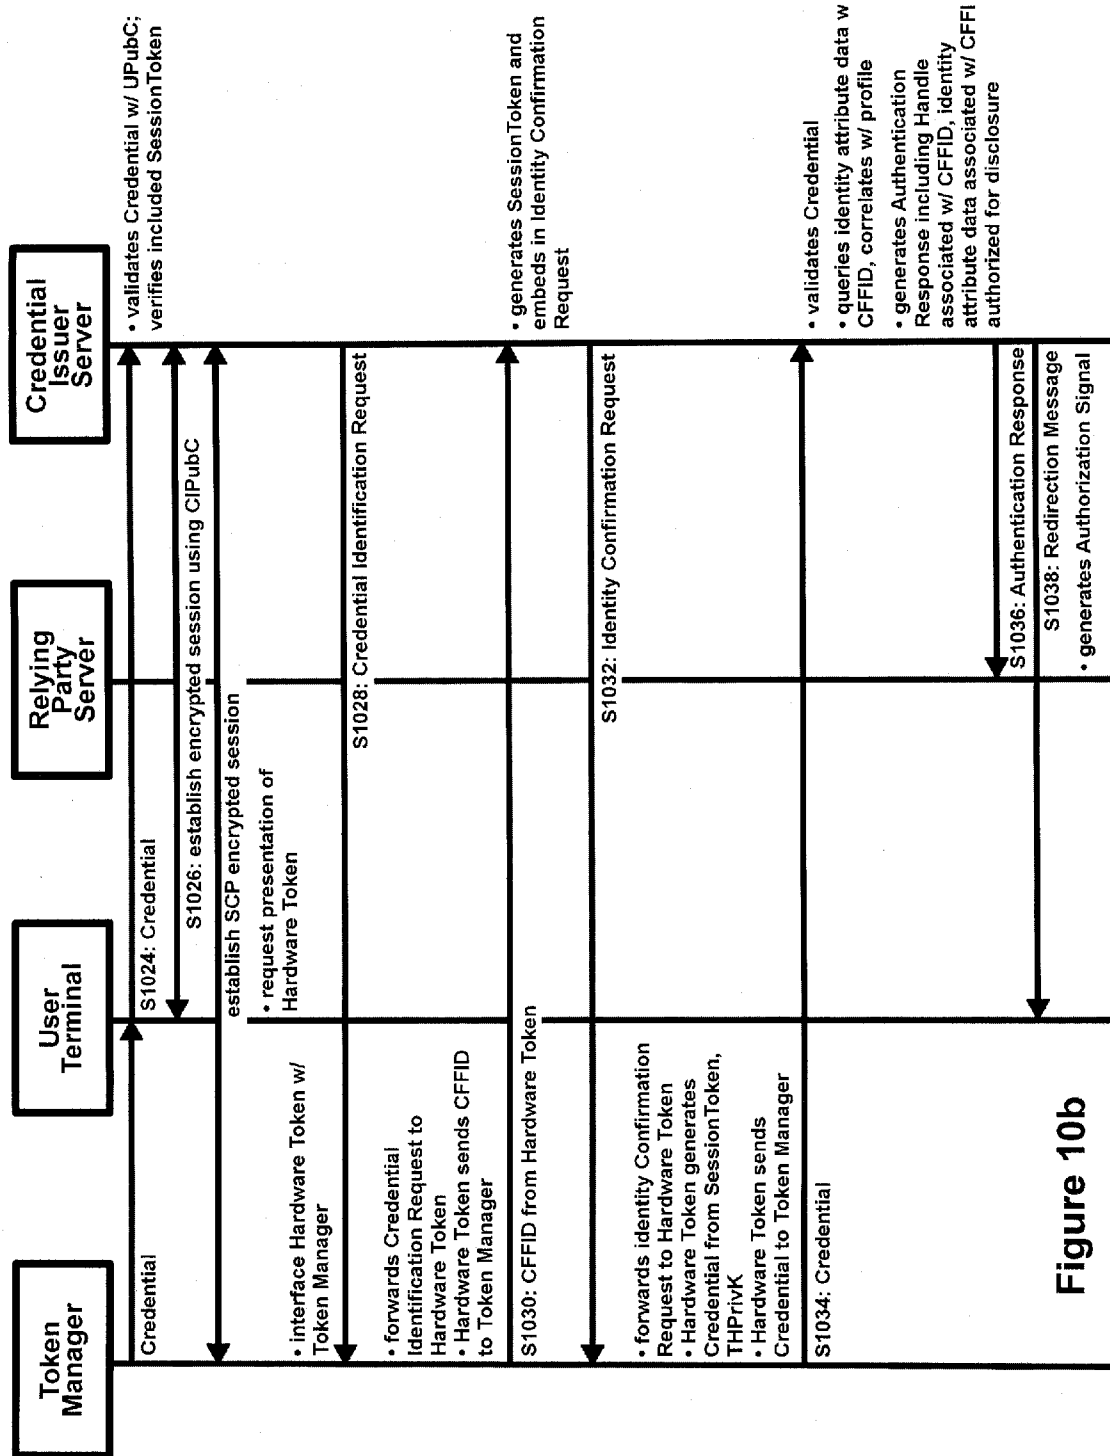 Token
Manager
User
Terminal
Relying
Party
Server
Credential
Issuer
Server
Credential
S1024: Credential
• validates Credential w/ UPubC;
verifies included SessionToken
S1026: establish encrypted session using CIPubC
establish SCP encrypted session
• request presentation of
Hardware Token
• interface Hardware Token w/
Token Manager
S1028: Credential Identification Request
• forwards Credential
Identification Request to
Hardware Token
• Hardware Token sends CFFID
to Token Manager
S1030: CFFID from Hardware Token
• generates SessionToken and
embeds in Identity Confirmation
Request
S1032: Identity Confirmation Request
• forwards identity Confirmation
Request to Hardware Token
• Hardware Token generates
Credential from SessionToken,
THPrivK
• Hardware Token sends
Credential to Token Manager
S1034: Credential
• validates Credential
• queries identity attribute data w
CFFID, correlates w/ profile
• generates Authentication
Response including Handle
associated w/ CFFID, identity
attribute data associated w/ CFFI
authorized for disclosure
S1036: Authentication Response
S1038: Redirection Message
• generates Authorization Signal
Figure 10b